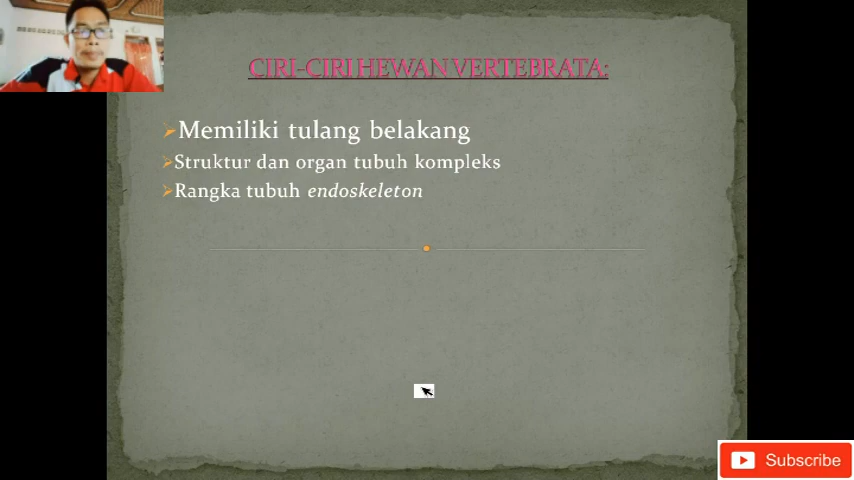 CIRI-CIRI HEWAN VERTEBRATA:
Memiliki tulang belakang
Struktur dan organ tubuh kompleks
Rangka tubuh endoskeleton
Subscribe